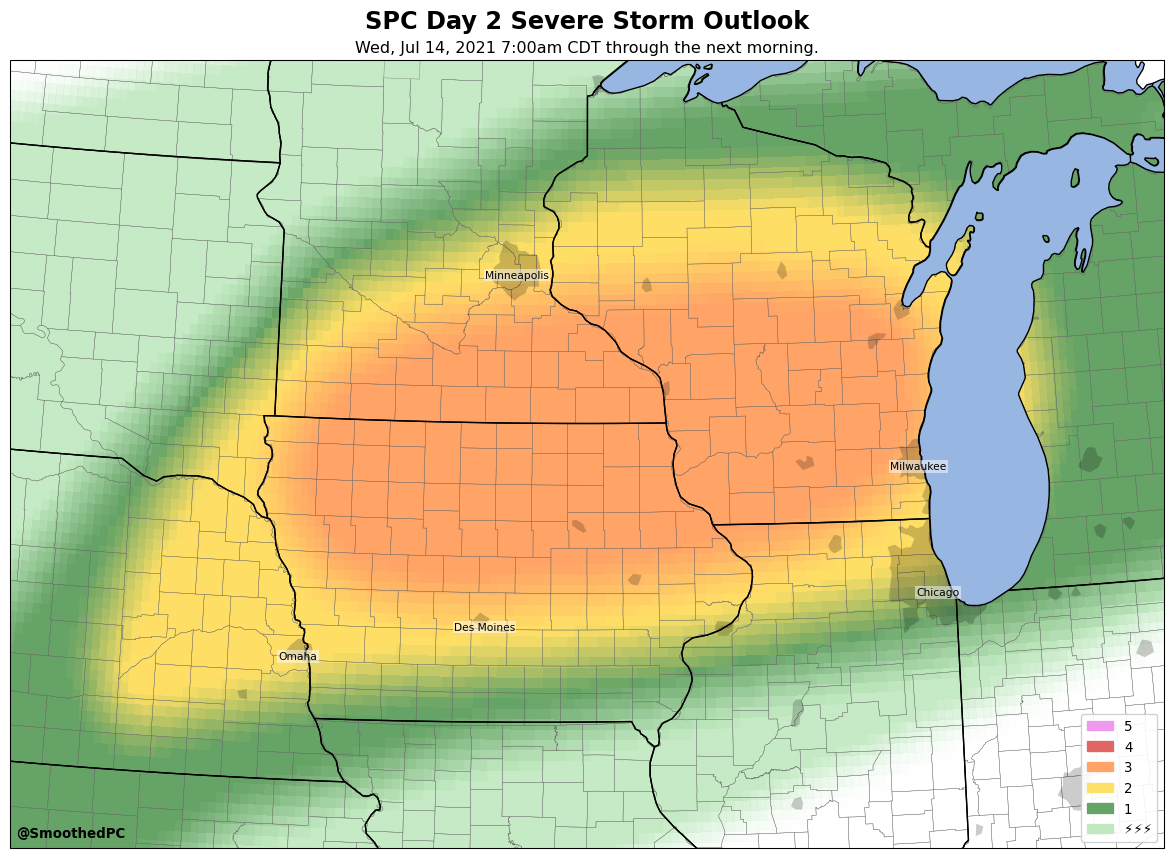 SPC Day 2 Severe Storm Outlook
Wed, Jul 14, 2021 7:00am CDT through the next morning.
Minneapolis
Milwaukee
Chicago
Des Moines
Omaha
5
4
3
2
1
⚡⚡⚡
@SmoothedPC